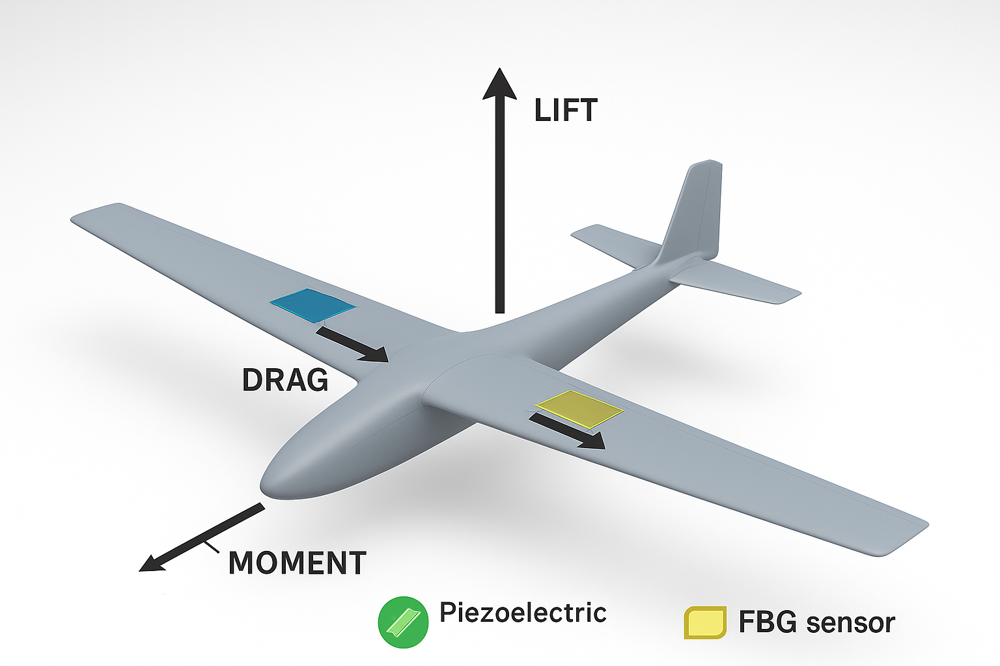 LIFT
DRAG
MOMENT
Piezoelectric
FBG sensor